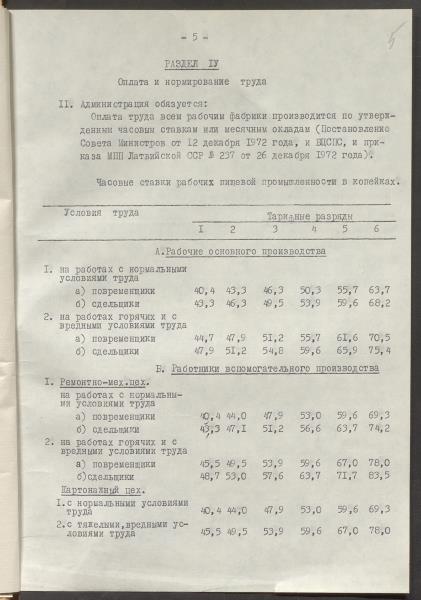 - 5 -
5
РАЗДЕЛ IУ
Оплата и нормирование труда
II. Администрация обязуется:
Оплата труда всем рабочим фабрики производится по утверж-
денным часовым ставкам или месячным окладам (Постановление
Совета Министров от 12 декабря 1972 года, и ВЦСПС, и при-
каза МПП Латвийской ССР № 237 от 26 декабря 1972 года).
Часовые ставки рабочих пищевой промышленности в копейках.
Условия труда Тарифные разряды
I 2 3 4 5 6
А.Рабочие основного производства
I. на работах с нормальными
условиями труда
а) повременщики 40,4 43,3 46,3 50,3 55,7 63,7
б) сдельщики 43,3 46,3 49,5 53,9 59,6 68,2
2. на работах горячих и с
вредными условиями труда
а) повременщики 44,7 47,9 51,2 55,7 61,6 70,5
б) сдельщики 47,9 51,2 54,8 59,6 65,9 75,4
Б. Работники вспомогательного производства
I. Ремонтно-мех.цех.
на работах с нормальны-
ми условиями труда
а) повременщики 40,4 44,0 47,9 53,0 59,6 69,3
б) сдельщики 43,3 47,1 51,2 56,6 63,7 74,2
2. на работах горячих и с
вредными условиями труда
а) повременщики 45,5 49,5 53,9 59,6 67,0 78,0
б)сдельщики 48,7 53,0 57,6 63,7 71,7 83,5
Картонажный цех.
I.с нормальными условиями
труда 40,4 44,0 47,9 53,0 59,6 69,3
2.с тяжелыми,вредными ус-
ловиями труда 45,5 49,5 53,9 59,6 67,0 78,0